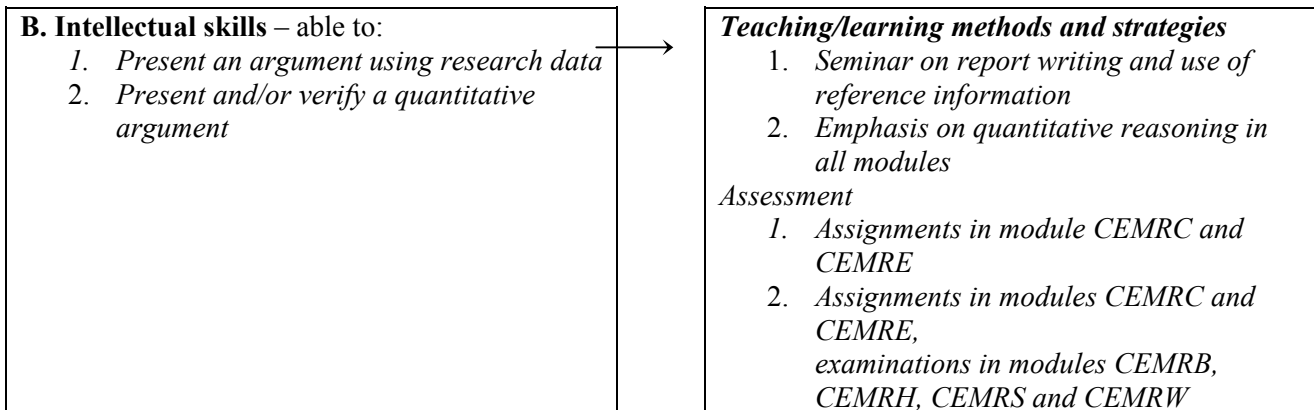 B. Intellectual skills – able to:
1. Present an argument using research data
2. Present and/or verify a quantitative
argument
Teaching/learning methods and strategies
1. Seminar on report writing and use of
reference information
2. Emphasis on quantitative reasoning in
all modules
Assessment
1. Assignments in module CEMRC and
CEMRE
2. Assignments in modules CEMRC and
CEMRE,
examinations in modules CEMRB,
CEMRH, CEMRS and CEMRW